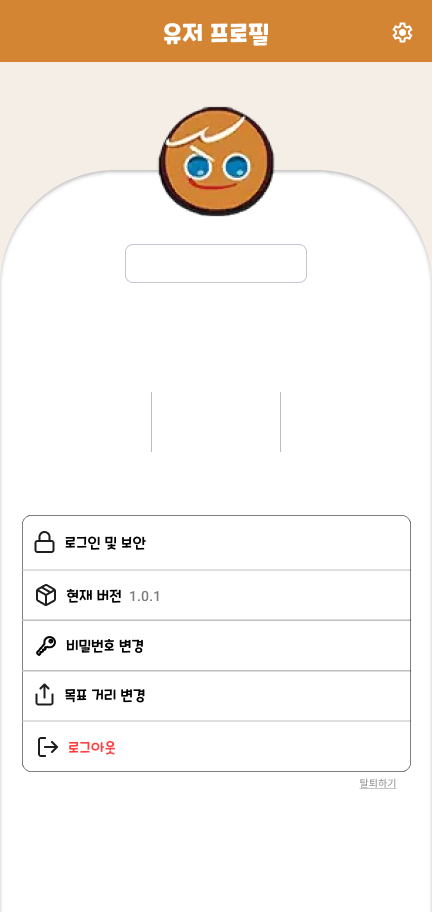 유저 프로필
로그인 및 보안
현재 버전 1.0.1
비밀번호 변경
목표 거리 변경
로그아웃
탈퇴하기